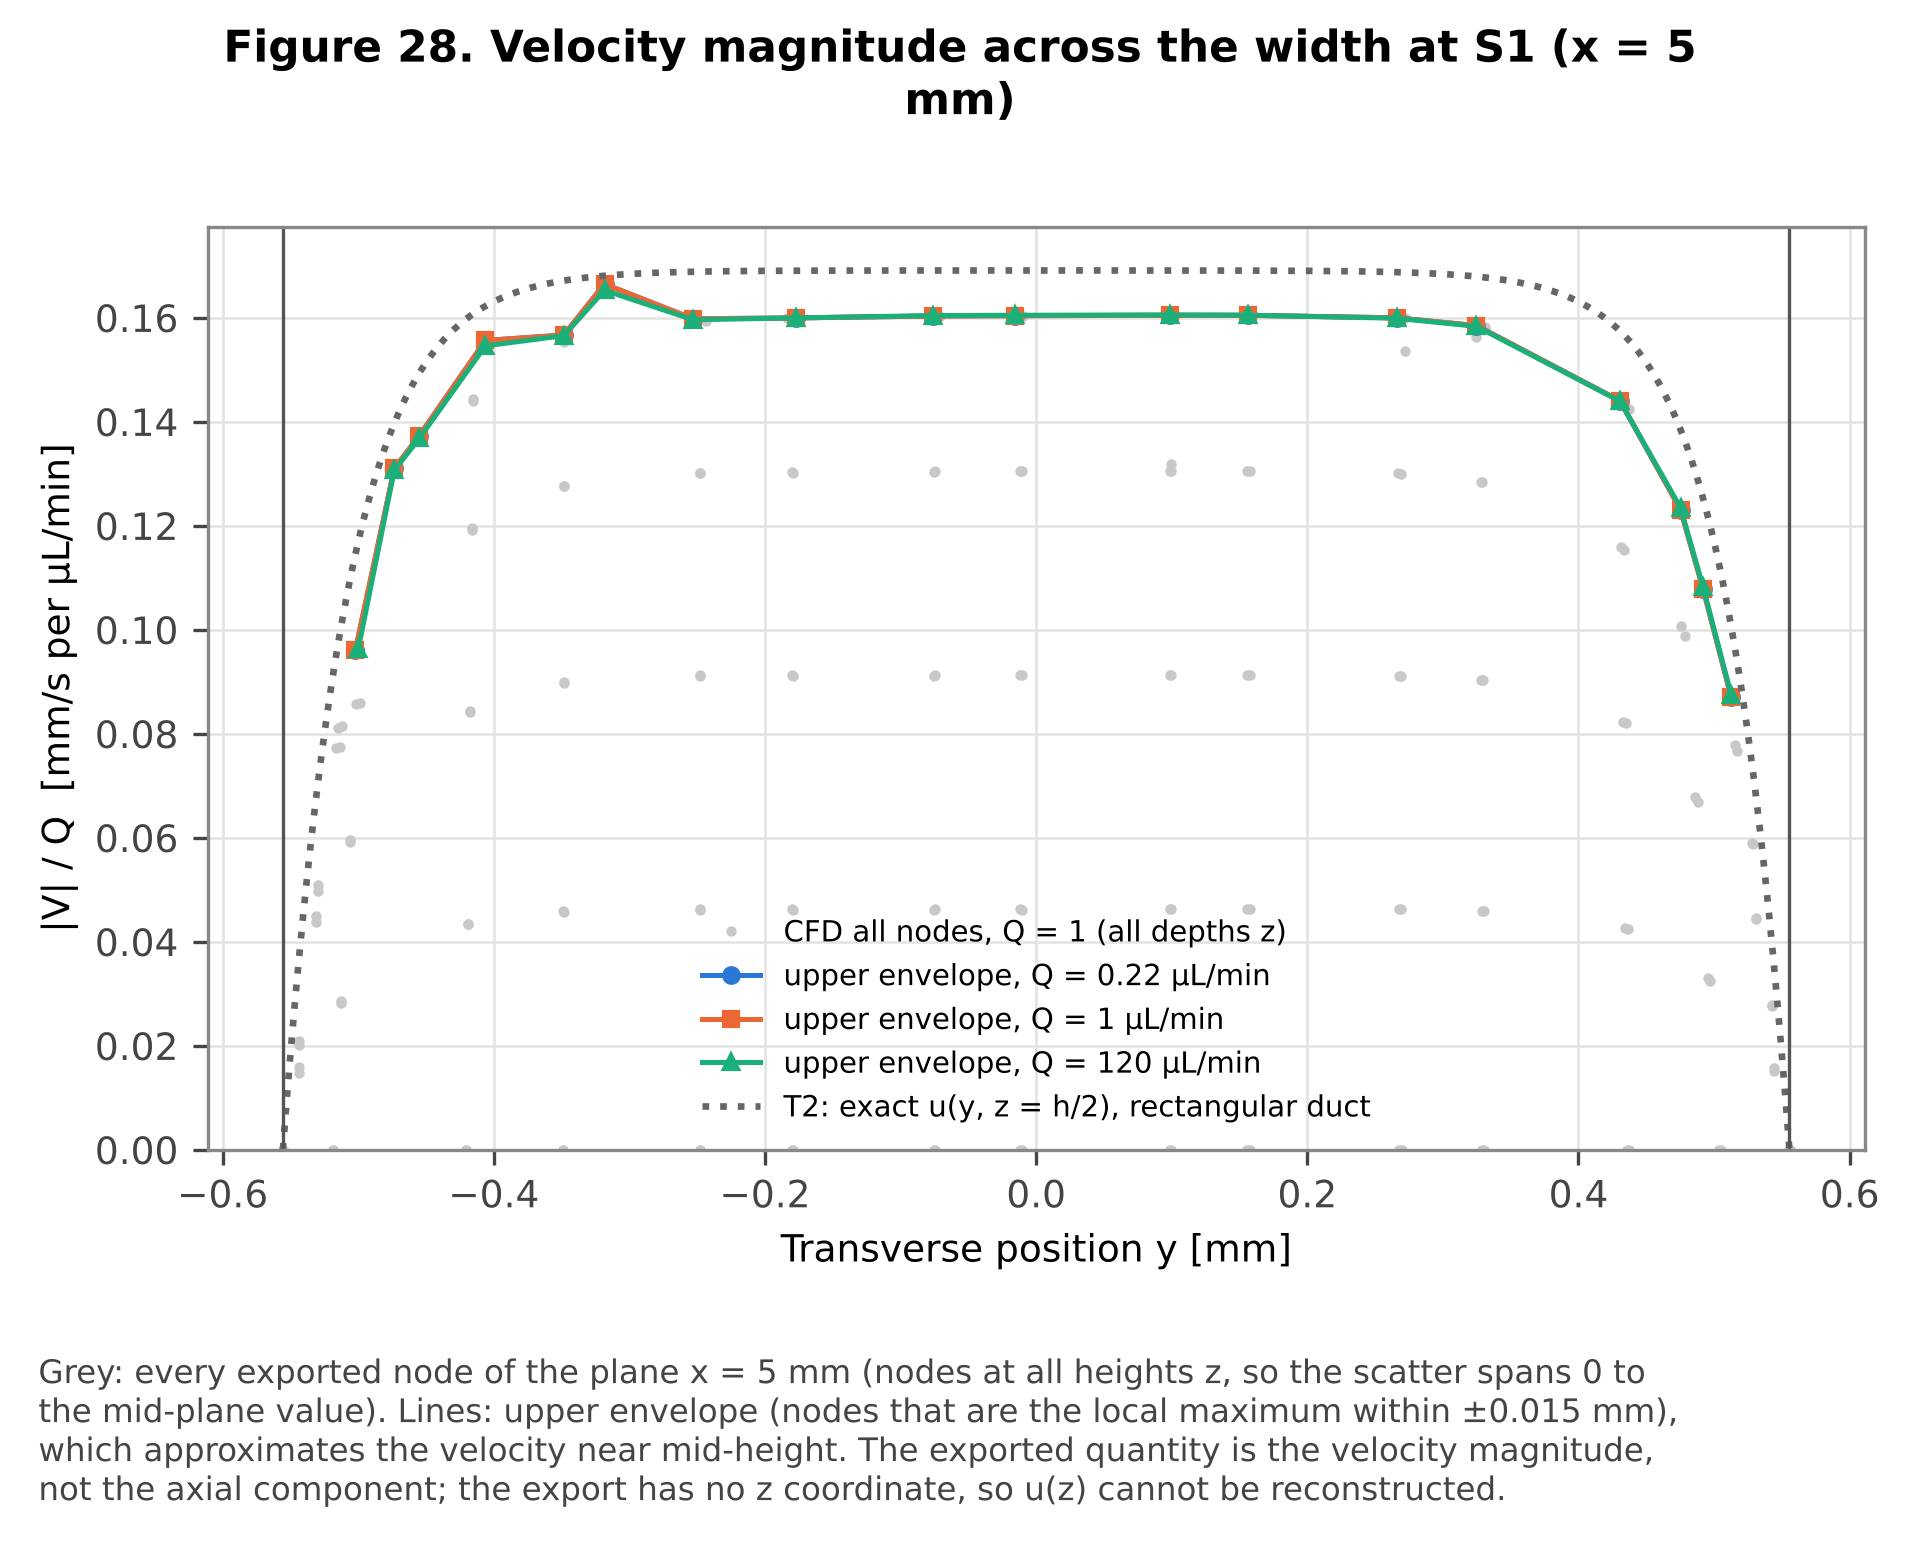 Figure 28. Velocity magnitude across the width at S1 (x = 5
mm)
|V| / Q  [mm/s per µL/min]
0.16
0.14
0.12
0.10
0.08
0.06
0.04
0.02
0.00
CFD all nodes, Q = 1 (all depths z)
upper envelope, Q = 0.22 µL/min
upper envelope, Q = 1 µL/min
upper envelope, Q = 120 µL/min
T2: exact u(y, z = h/2), rectangular duct
−0.6 −0.4 −0.2 0.0 0.2 0.4 0.6
Transverse position y [mm]
Grey: every exported node of the plane x = 5 mm (nodes at all heights z, so the scatter spans 0 to
the mid-plane value). Lines: upper envelope (nodes that are the local maximum within ±0.015 mm),
which approximates the velocity near mid-height. The exported quantity is the velocity magnitude,
not the axial component; the export has no z coordinate, so u(z) cannot be reconstructed.